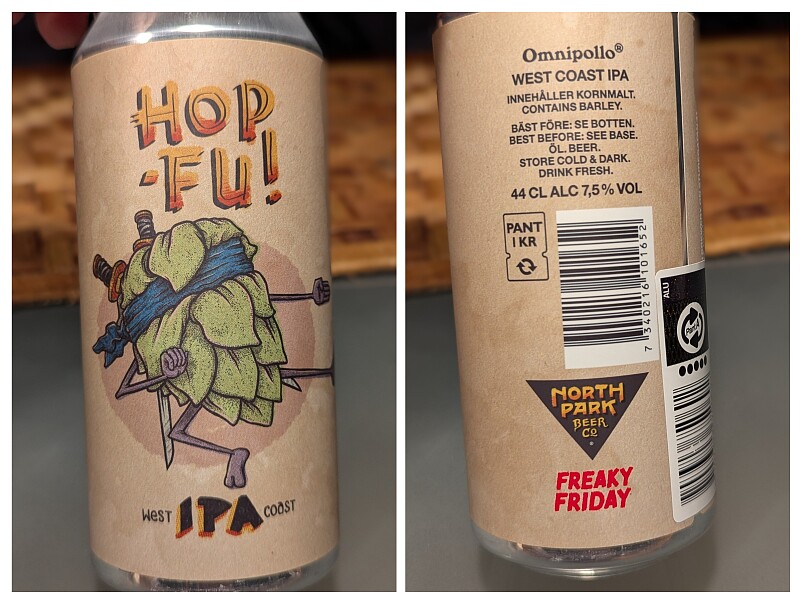 HOP
-FU!
WEST IPA COAST
Omnipollo®
WEST COAST IPA
INNEHÅLLER KORNMALT.
CONTAINS BARLEY.
BÄST FÖRE: SE BOTTEN.
BEST BEFORE: SEE BASE.
ÖL. BEER.
STORE COLD & DARK.
DRINK FRESH.
44 CL ALC 7,5 % VOL
PANT
1 KR
7 340216 101652
ALU
Pant
NORTH
PARK
BEER
CO
FREAKY
FRIDAY